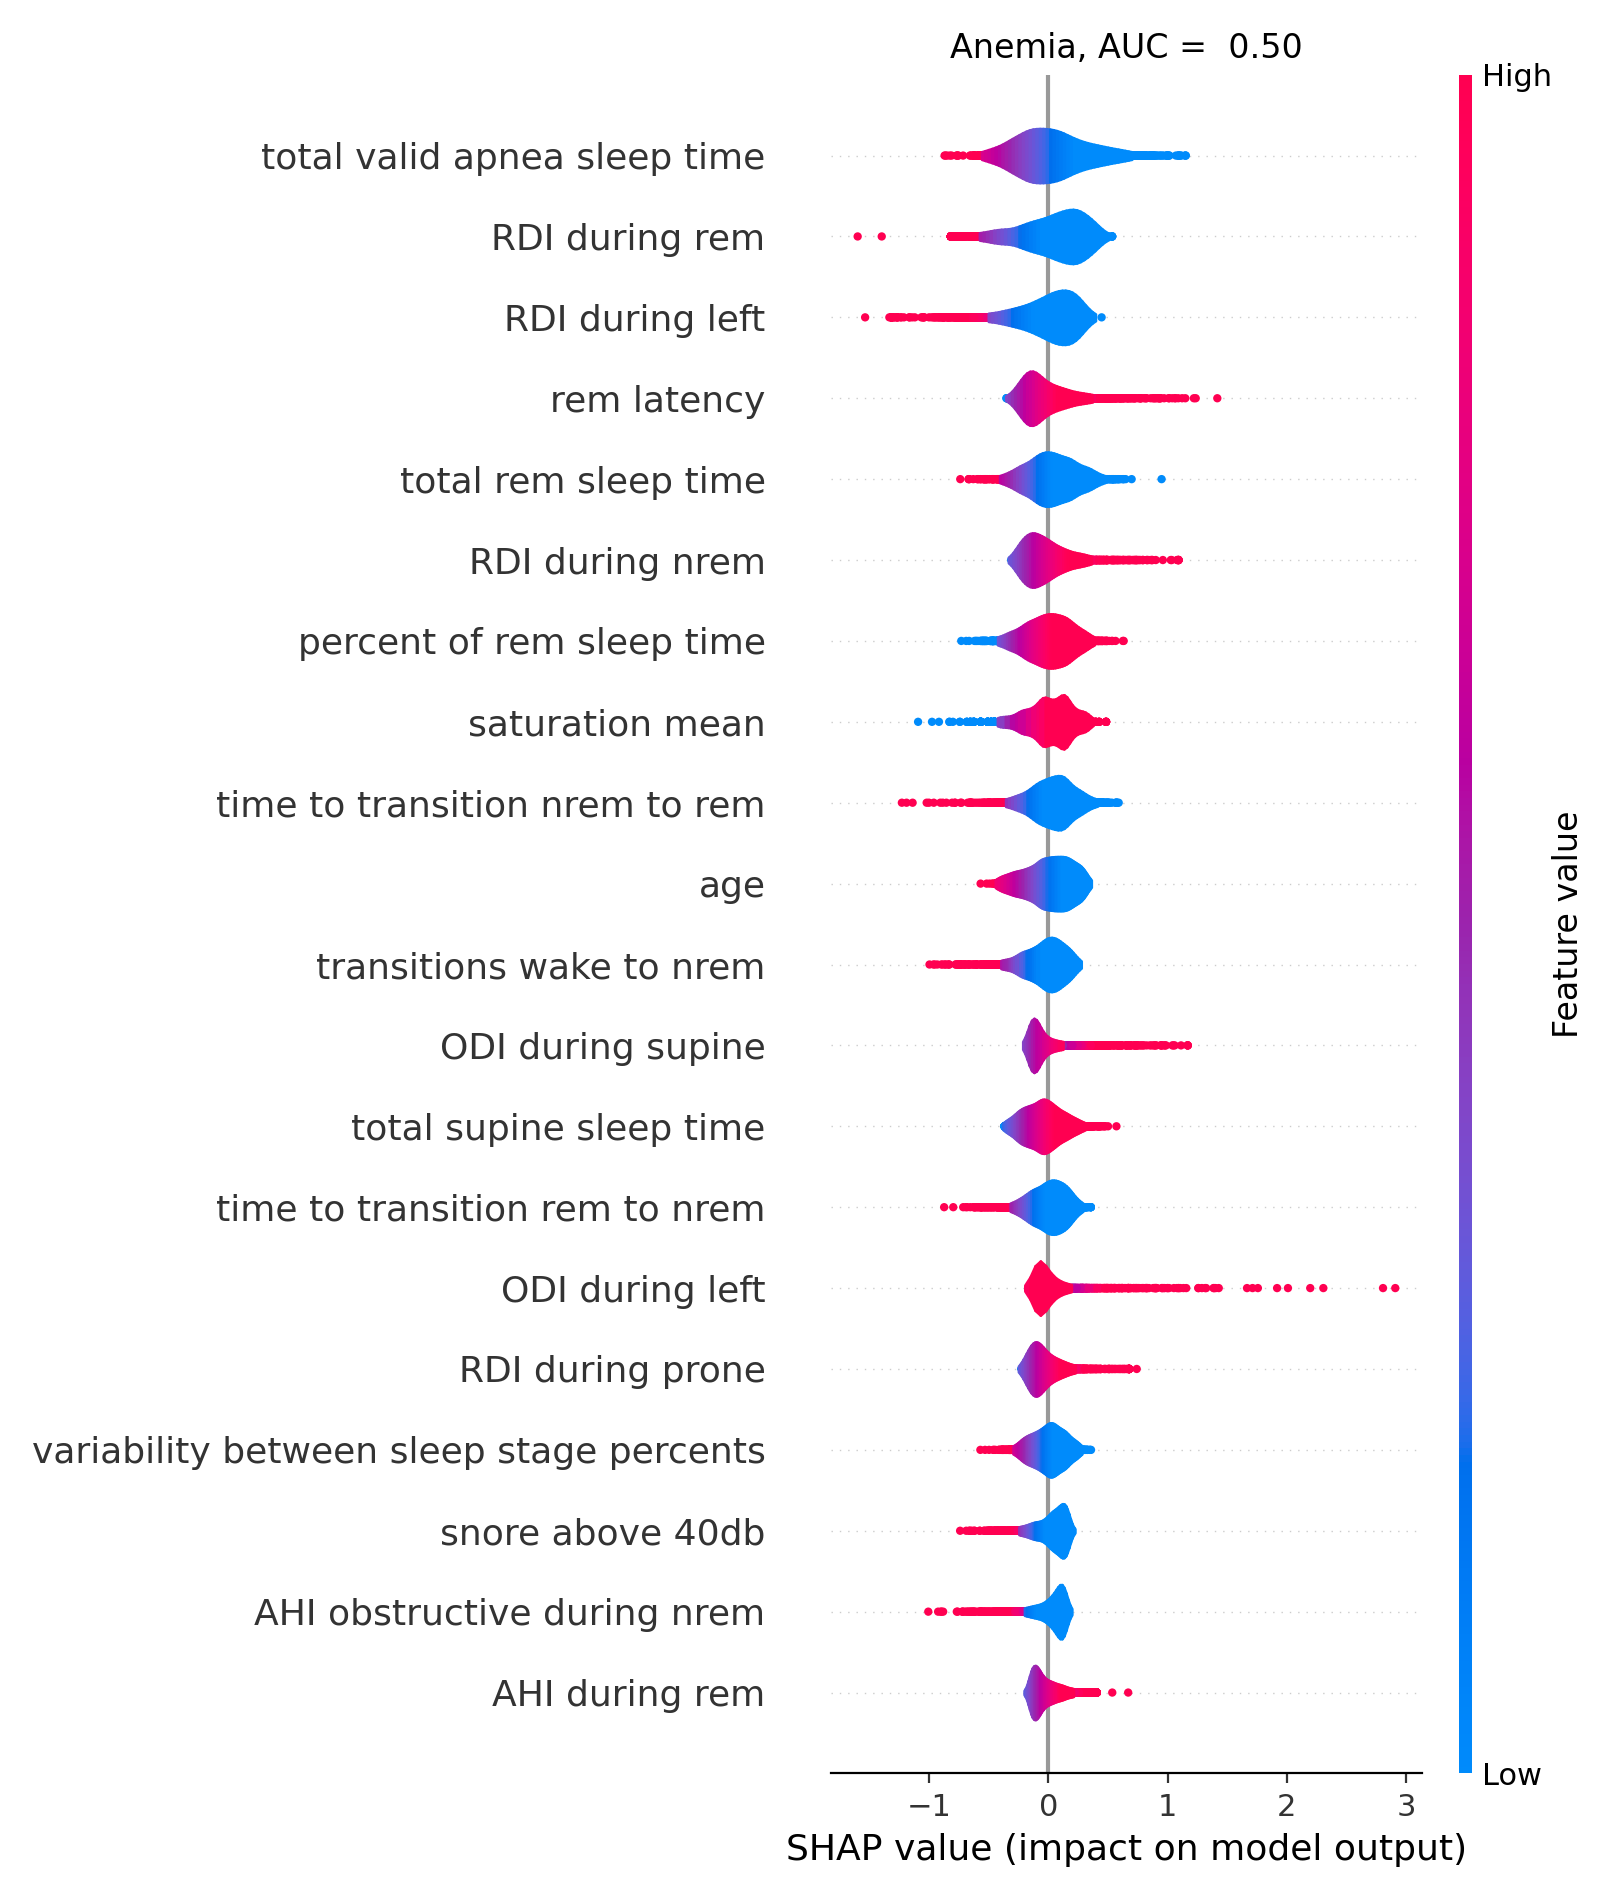 Anemia, AUC =  0.50
High
total valid apnea sleep time
RDI during rem
RDI during left
rem latency
total rem sleep time
RDI during nrem
percent of rem sleep time
saturation mean
time to transition nrem to rem
age
transitions wake to nrem
ODI during supine
total supine sleep time
time to transition rem to nrem
ODI during left
RDI during prone
variability between sleep stage percents
snore above 40db
AHI obstructive during nrem
AHI during rem
Feature value
Low
−1 0 1 2 3
SHAP value (impact on model output)